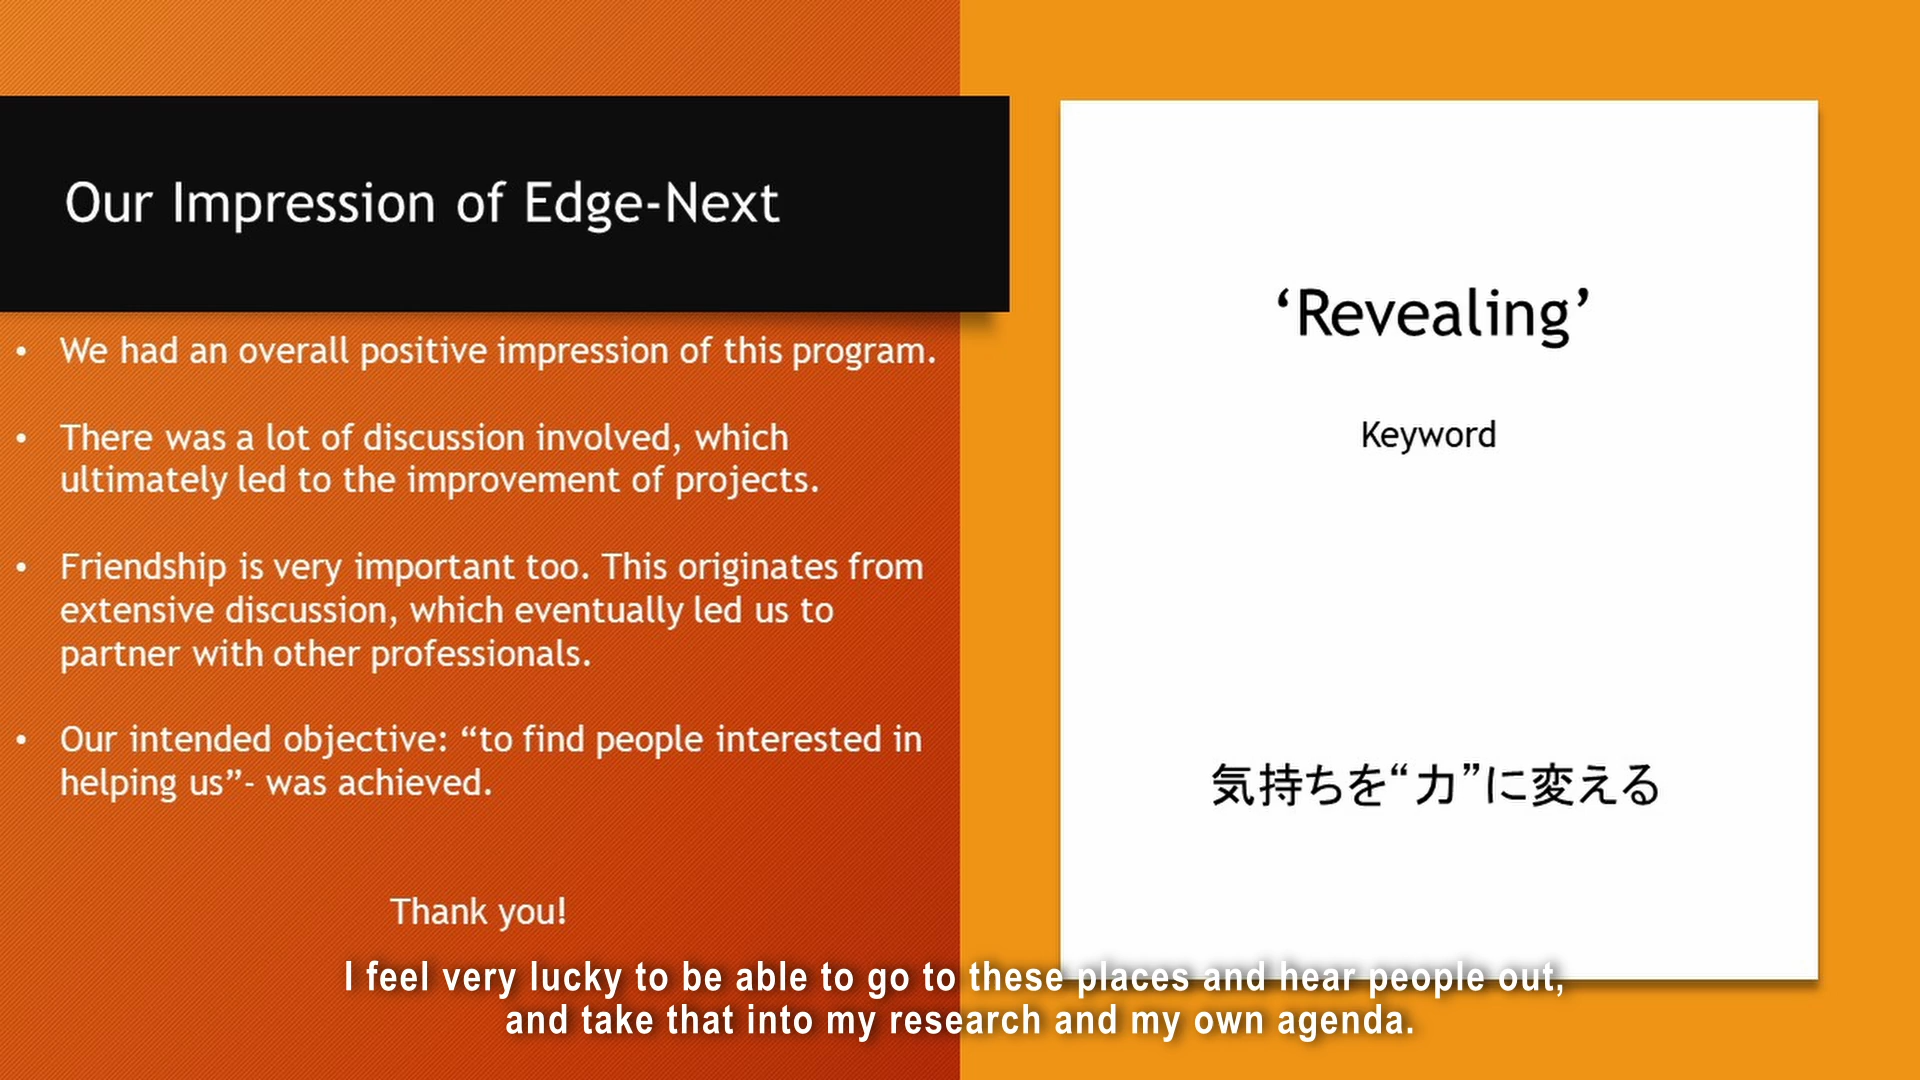 Our Impression of Edge-Next
• We had an overall positive impression of this program.
• There was a lot of discussion involved, which
ultimately led to the improvement of projects.
• Friendship is very important too. This originates from
extensive discussion, which eventually led us to
partner with other professionals.
• Our intended objective: “to find people interested in
helping us”- was achieved.
Thank you!
‘Revealing’
Keyword
気持ちを“力”に変える
I feel very lucky to be able to go to these places and hear people out,
and take that into my research and my own agenda.